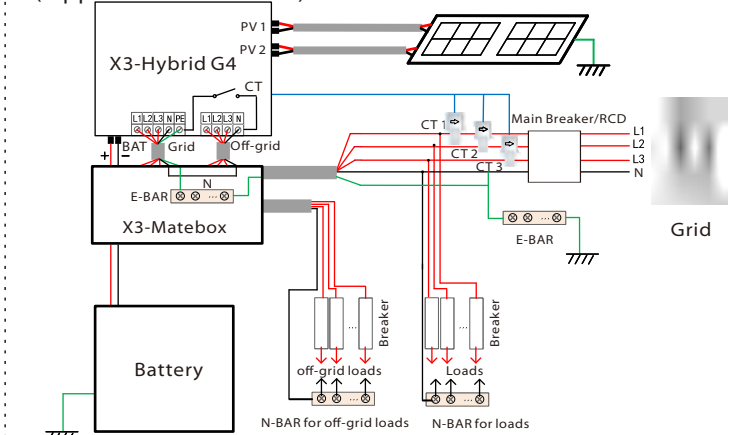 PV 1
PV 2
X3-Hybrid G4
CT
L1 L2 L3 N PE
L1 L2 L3 N
BAT
Grid
Off-grid
+
−
CT 1
CT 2
CT 3
Main Breaker/RCD
L1
L2
L3
N
N
E-BAR
...
X3-Matebox
...
E-BAR
Grid
Battery
...
Breaker
off-grid loads
...
N-BAR for off-grid loads
...
Breaker
Loads
...
N-BAR for loads